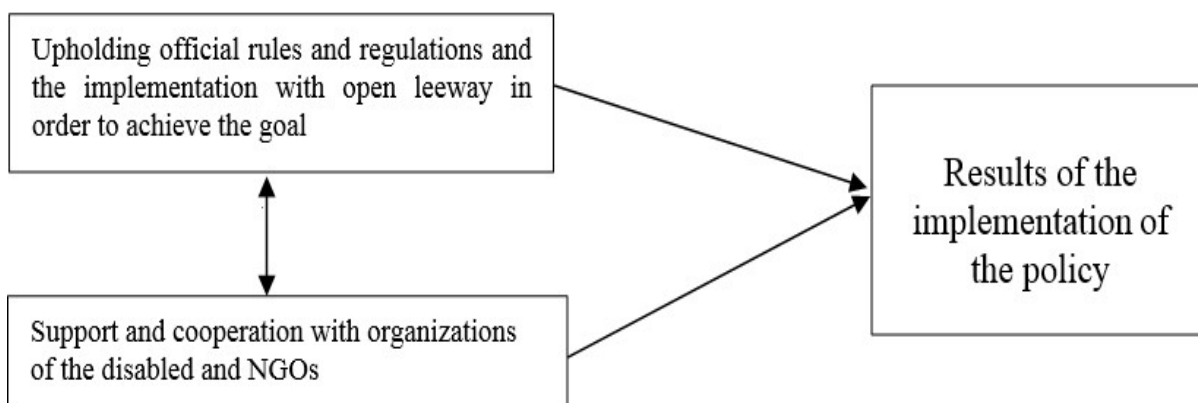 Upholding official rules and regulations and
the implementation with open leeway in
order to achieve the goal
Results of the
implementation of
the policy
Support and cooperation with organizations
of the disabled and NGOs